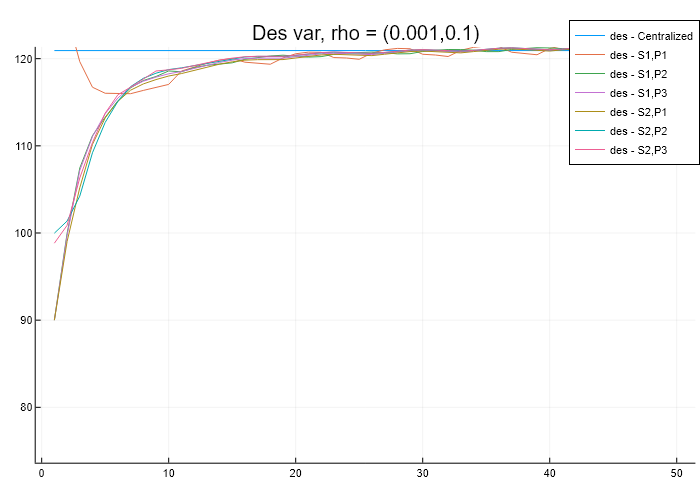 Des var, rho = (0.001,0.1)
des - Centralized
des - S1,P1
des - S1,P2
des - S1,P3
des - S2,P1
des - S2,P2
des - S2,P3
120
110
100
90
80
0 10 20 30 40 50